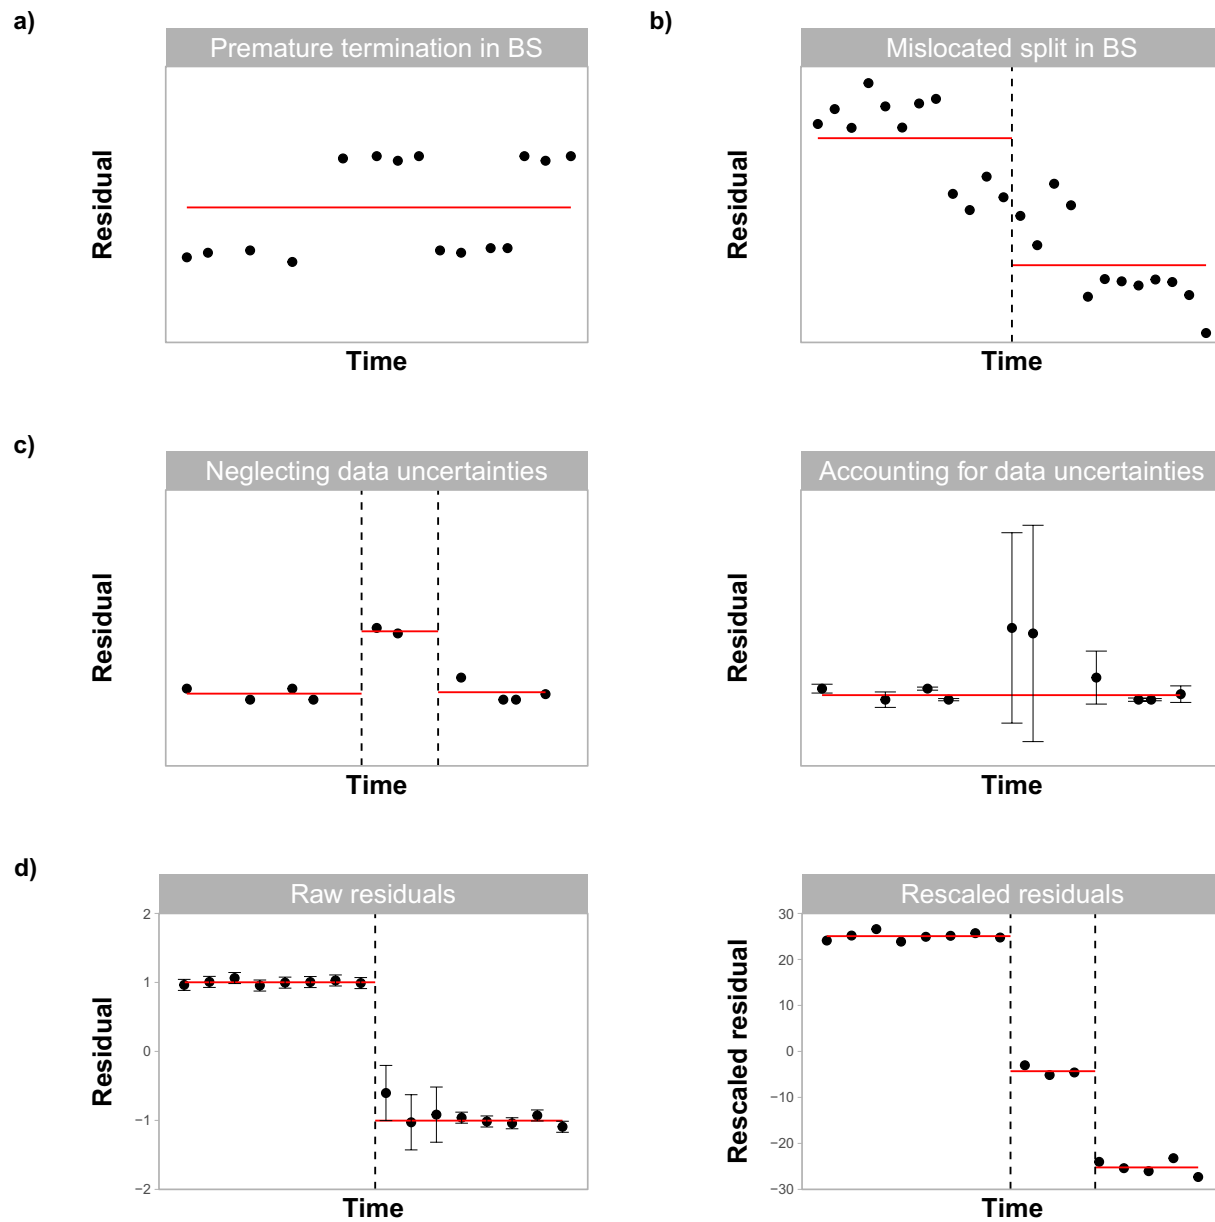 a)
Premature termination in BS
Residual
Time
b)
Mislocated split in BS
Residual
Time
c)
Neglecting data uncertainties
Residual
Time
Accounting for data uncertainties
Residual
Time
d)
Raw residuals
Residual
2
1
0
−1
−2
Time
Rescaled residuals
Rescaled residual
30
20
10
0
−10
−20
−30
Time